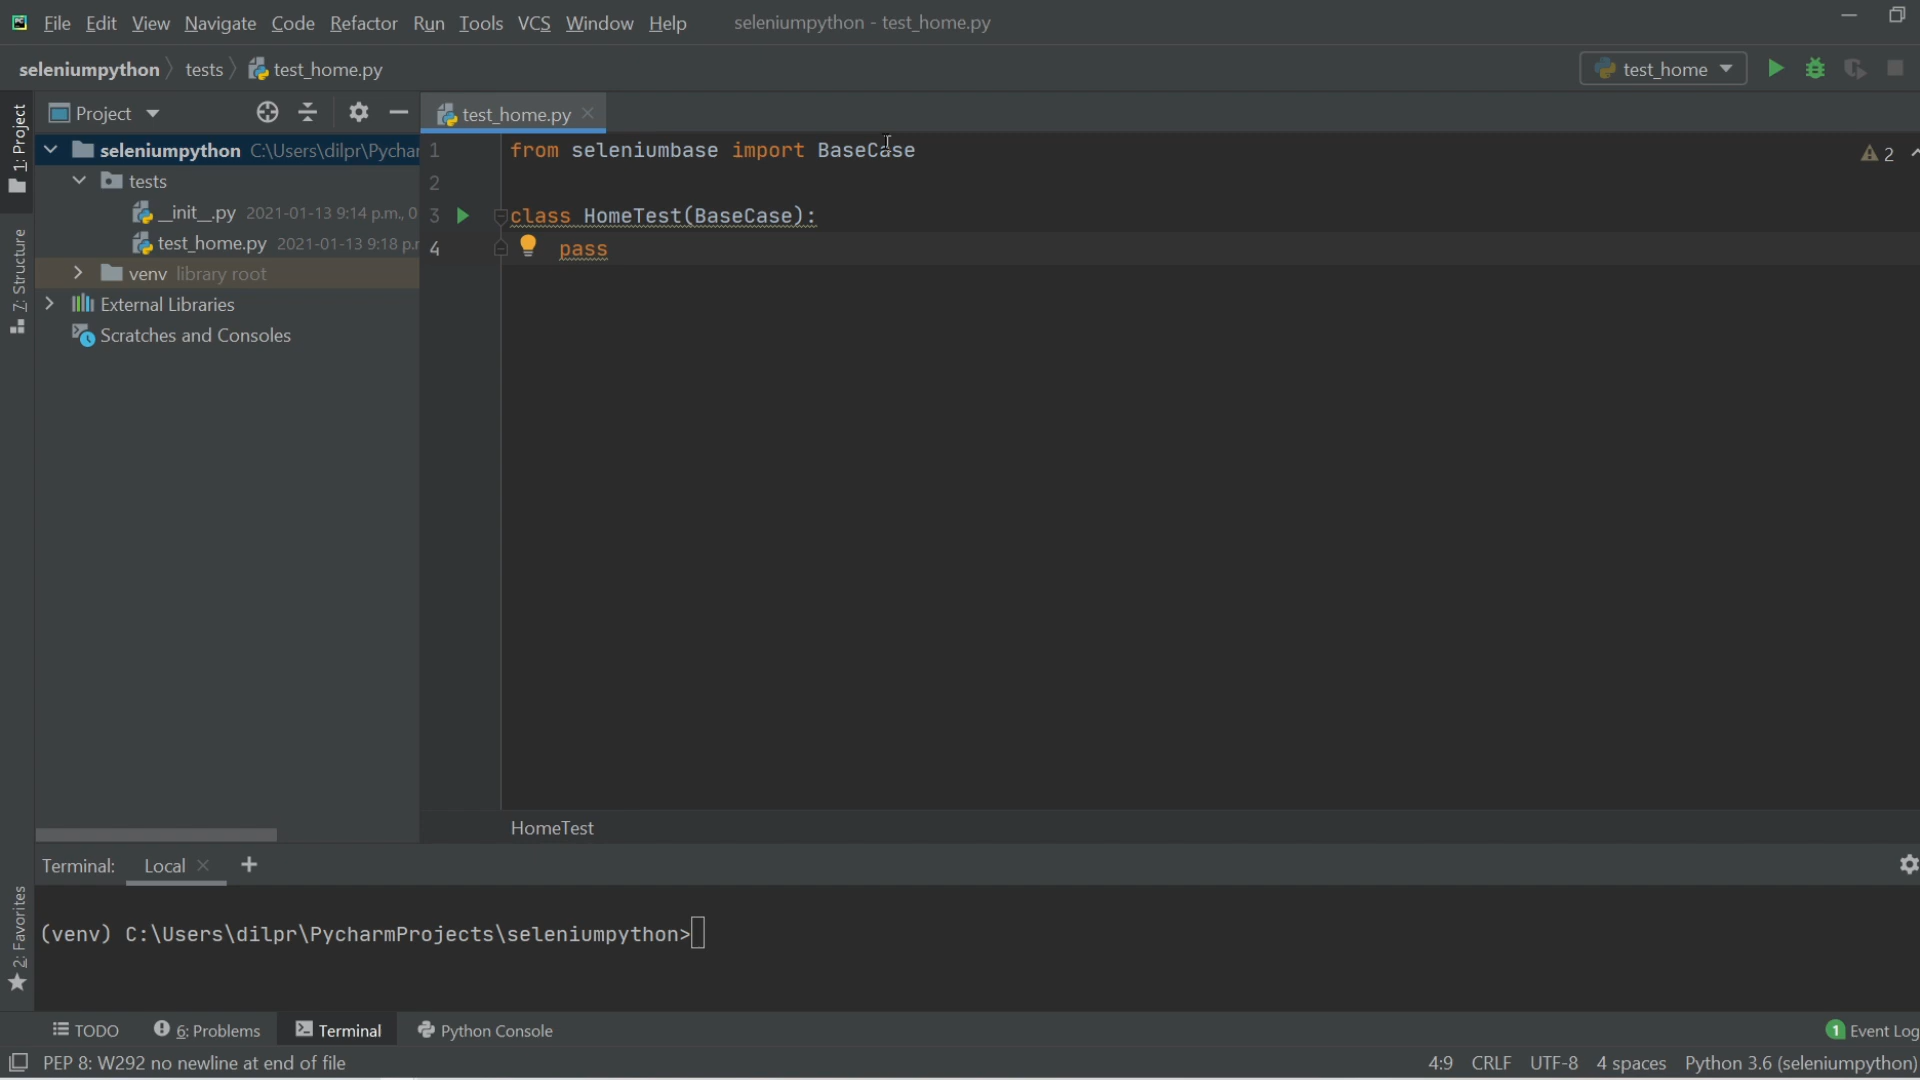 File Edit View Navigate Code Refactor Run Tools VCS Window Help seleniumpython - test_home.py
seleniumpython tests test_home.py test_home
1: Project
Project
test_home.py
seleniumpython C:\Users\dilpr\Pychar
tests
__init__.py 2021-01-13 9:14 p.m., 0
test_home.py 2021-01-13 9:18 p.r
venv library root
External Libraries
Scratches and Consoles
Z: Structure
1 from seleniumbase import BaseCase
2
3 class HomeTest(BaseCase):
4 pass
2
HomeTest
Terminal: Local +
2: Favorites
(venv) C:\Users\dilpr\PycharmProjects\seleniumpython>
TODO 6: Problems Terminal Python Console 1 Event Log
PEP 8: W292 no newline at end of file 4:9 CRLF UTF-8 4 spaces Python 3.6 (seleniumpython)